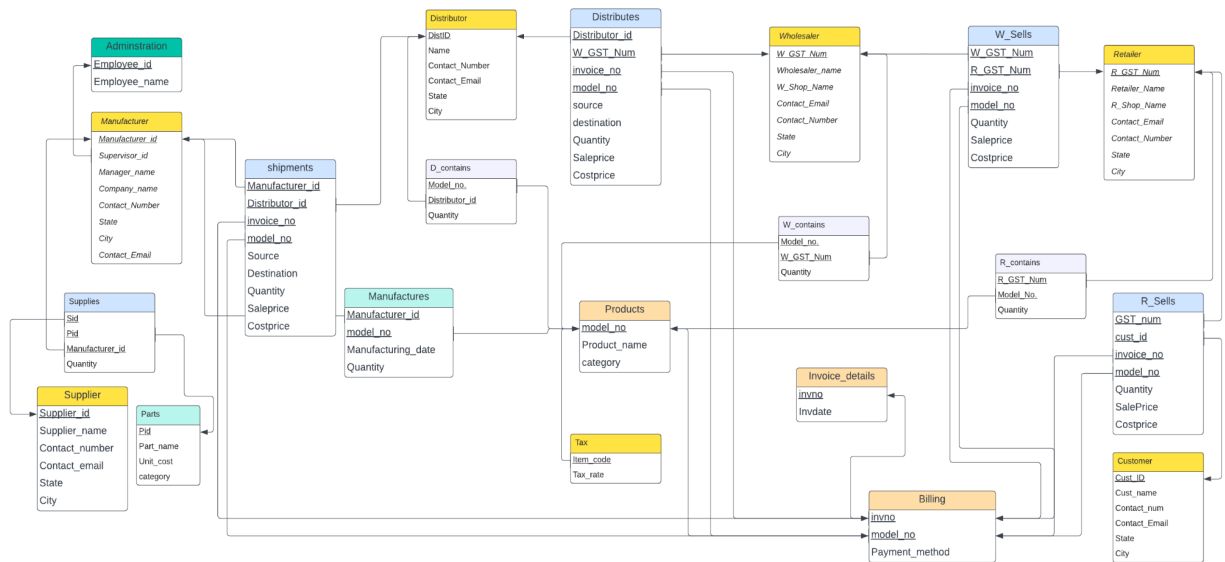 Adminstration
Employee_id
Employee_name
Manufacturer
Manufacturer_id
Supervisor_id
Manager_name
Company_name
Contact_Number
State
City
Contact_Email
Supplies
Sid
Pid
Manufacturer_id
Quantity
Supplier
Supplier_id
Supplier_name
Contact_number
Contact_email
State
City
Parts
Pid
Part_name
Unit_cost
category
shipments
Manufacturer_id
Distributor_id
invoice_no
model_no
Source
Destination
Quantity
Saleprice
Costprice
Manufactures
Manufacturer_id
model_no
Manufacturing_date
Quantity
Distributor
DistID
Name
Contact_Number
Contact_Email
State
City
D_contains
Model_no.
Distributor_id
Quantity
Distributes
Distributor_id
W_GST_Num
invoice_no
model_no
source
destination
Quantity
Saleprice
Costprice
Products
model_no
Product_name
category
Tax
Item_code
Tax_rate
Wholesaler
W_GST_Num
Wholesaler_name
W_Shop_Name
Contact_Email
Contact_Number
State
City
W_contains
Model_no.
W_GST_Num
Quantity
Invoice_details
invno
Invdate
Billing
invno
model_no
Payment_method
W_Sells
W_GST_Num
R_GST_Num
invoice_no
model_no
Quantity
Saleprice
Costprice
Retailer
R_GST_Num
Retailer_Name
R_Shop_Name
Contact_Email
Contact_Number
State
City
R_contains
R_GST_Num
Model_No.
Quantity
R_Sells
GST_num
cust_id
invoice_no
model_no
Quantity
SalePrice
Costprice
Customer
Cust_ID
Cust_name
Contact_num
Contact_Email
State
City